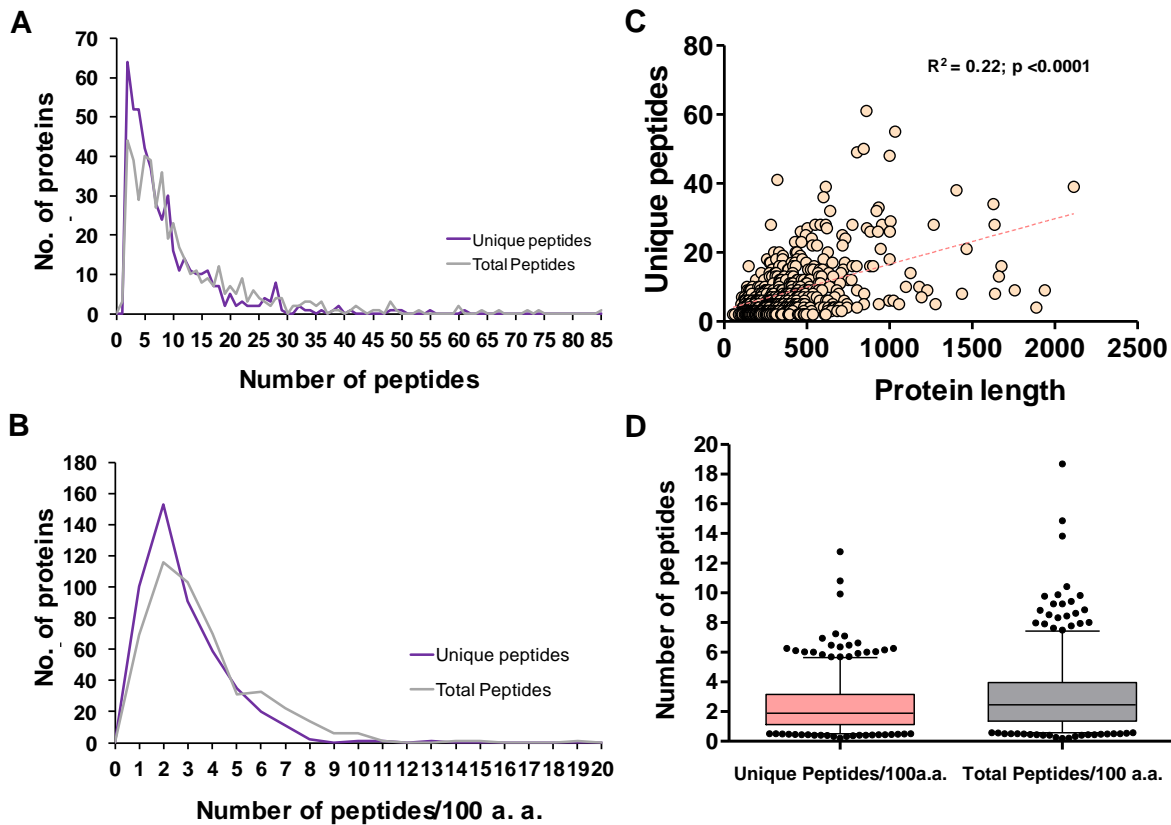 A
70
60
50
40
30
20
10
0
No. of proteins
Unique peptides
Total Peptides
0 5 10 15 20 25 30 35 40 45 50 55 60 65 70 75 80 85
Number of peptides
C
80
60
40
20
0
Unique peptides
R² = 0.22; p <0.0001
0 500 1000 1500 2000 2500
Protein length
B
180
160
140
120
100
80
60
40
20
0
No. of proteins
Unique peptides
Total Peptides
0 1 2 3 4 5 6 7 8 9 10 11 12 13 14 15 16 17 18 19 20
Number of peptides/100 a. a.
D
20
18
16
14
12
10
8
6
4
2
0
Number of peptides
Unique Peptides/100a.a. Total Peptides/100 a.a.